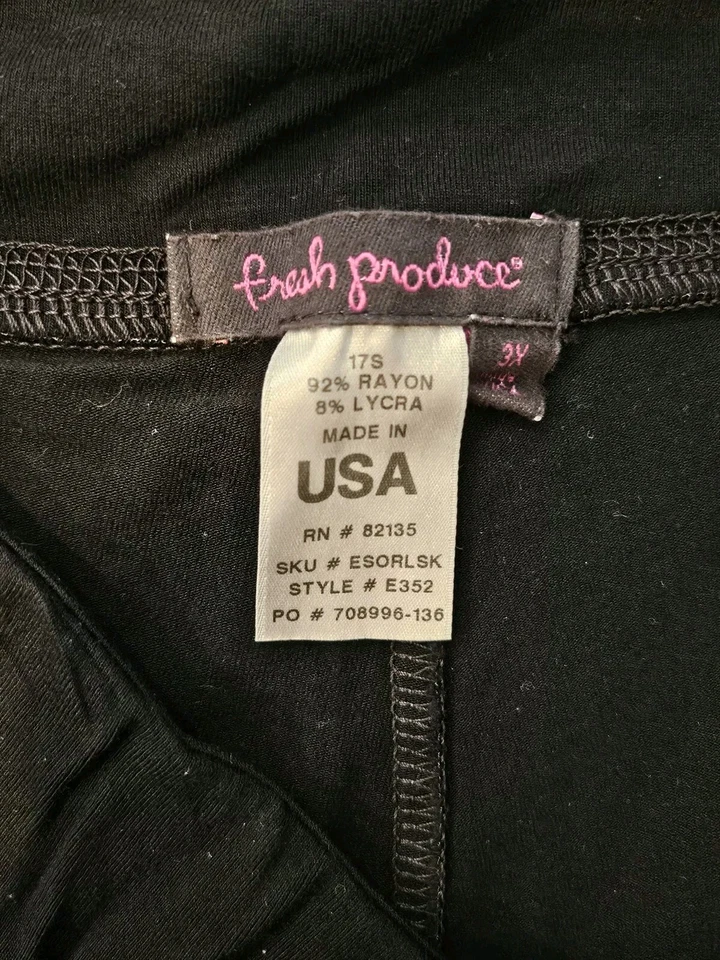 fresh produce®
3X
17S
92% RAYON
8% LYCRA
MADE IN
USA
RN # 82135
SKU # ESORLSK
STYLE # E352
PO # 708996-136